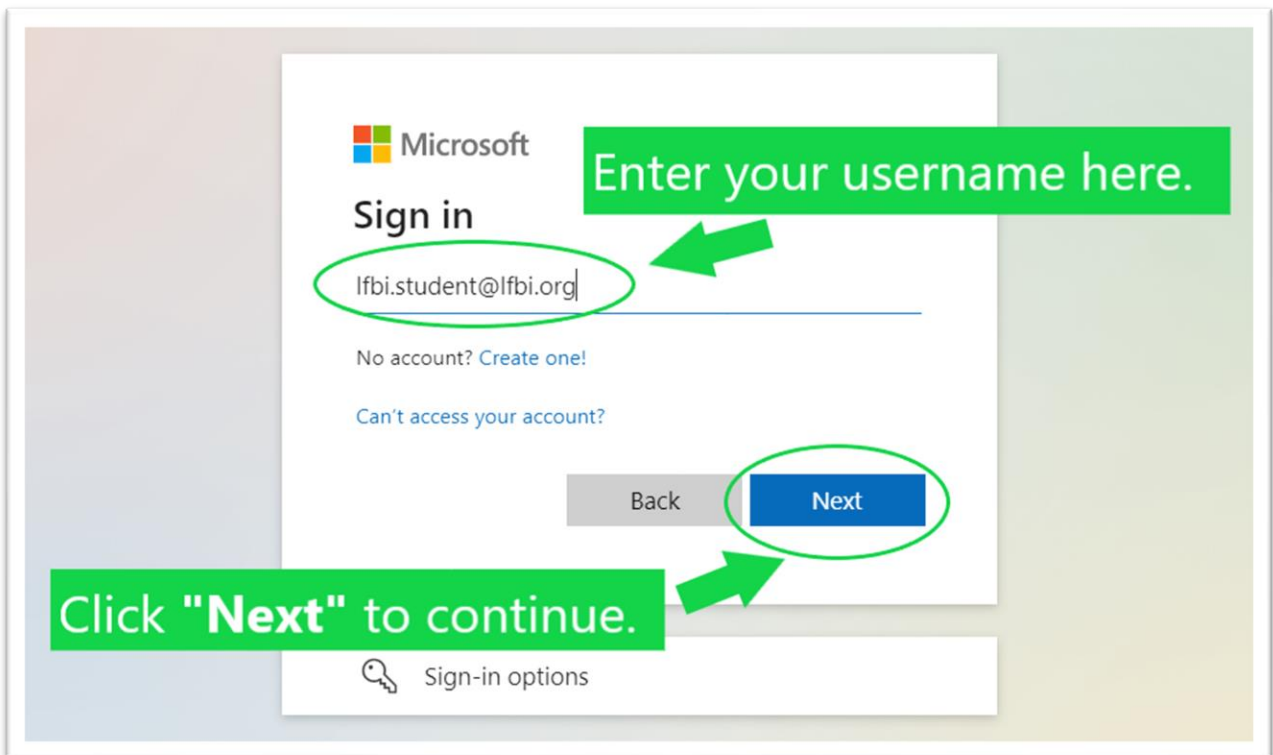 Microsoft
Enter your username here.
Sign in
lfbi.student@lfbi.org
No account? Create one!
Can't access your account?
Back
Next
Click "Next" to continue.
Sign-in options